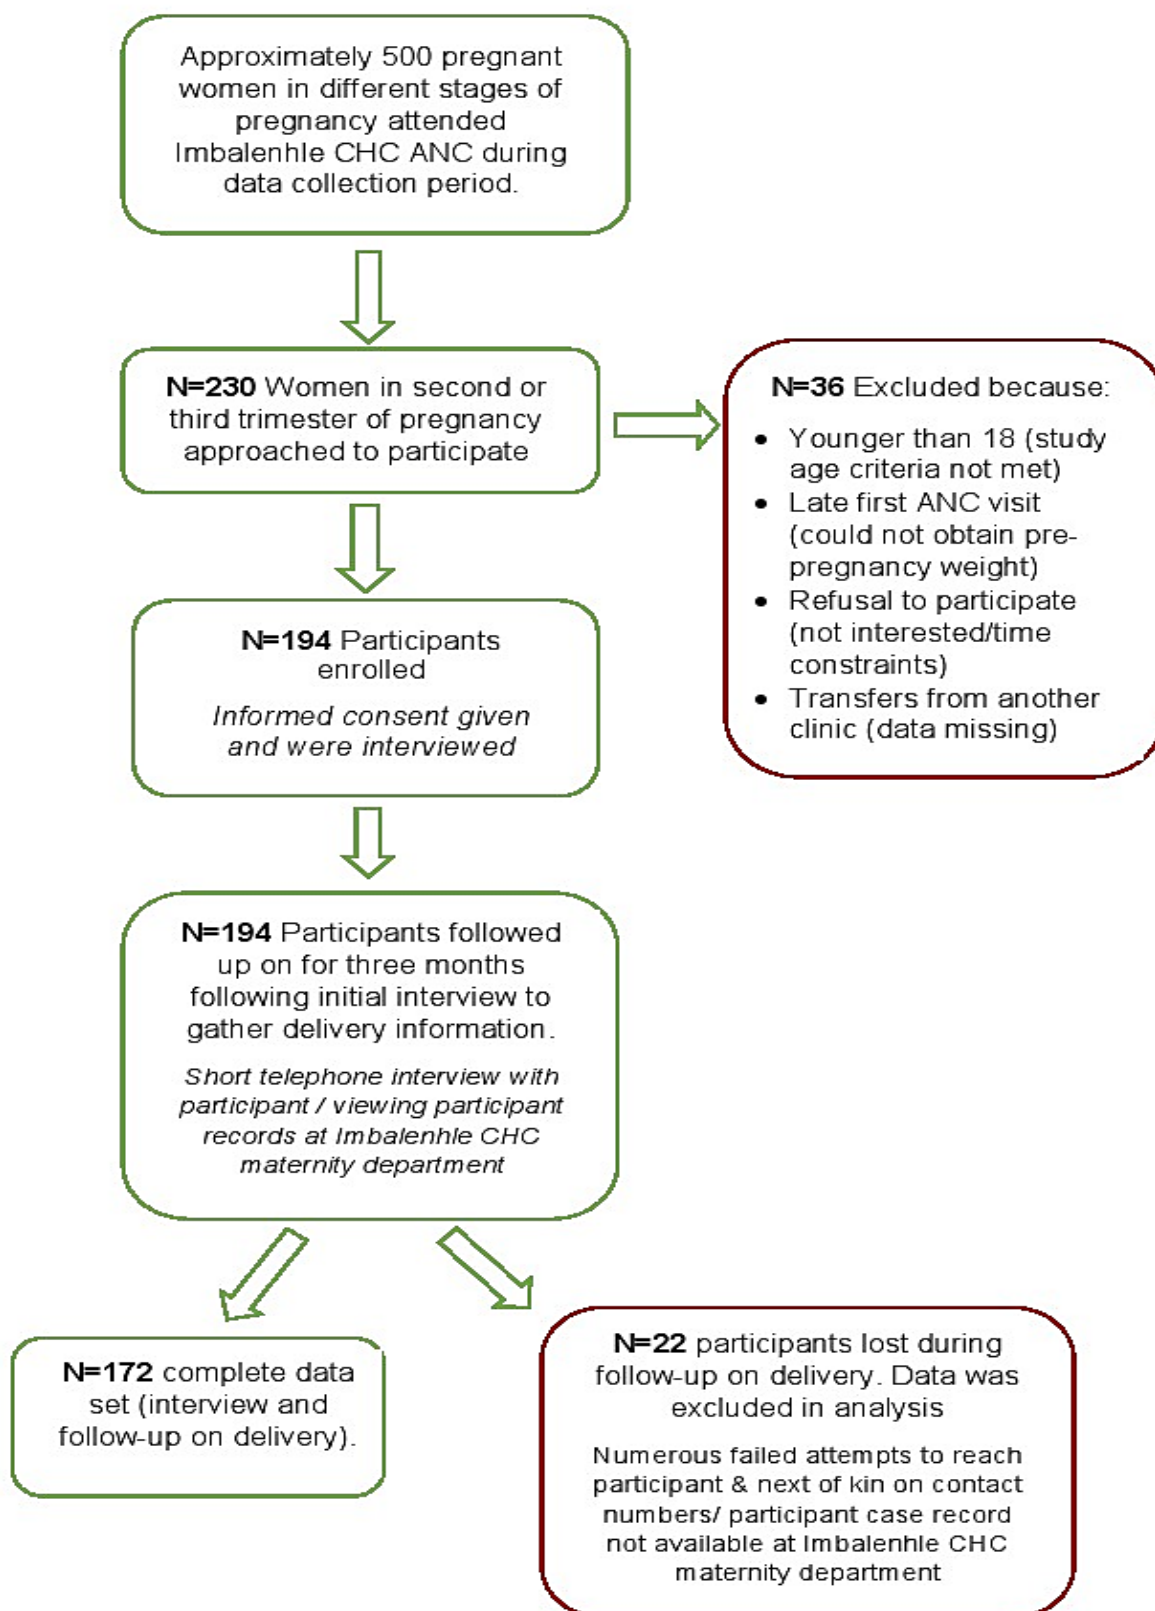 Approximately 500 pregnant
women in different stages of
pregnancy attended
Imbalenhle CHC ANC during
data collection period.
N=230 Women in second or
third trimester of pregnancy
approached to participate
N=36 Excluded because:
• Younger than 18 (study
age criteria not met)
• Late first ANC visit
(could not obtain pre-
pregnancy weight)
• Refusal to participate
(not interested/time
constraints)
• Transfers from another
clinic (data missing)
N=194 Participants
enrolled
Informed consent given
and were interviewed
N=194 Participants followed
up on for three months
following initial interview to
gather delivery information.
Short telephone interview with
participant / viewing participant
records at Imbalenhle CHC
maternity department
N=172 complete data
set (interview and
follow-up on delivery).
N=22 participants lost during
follow-up on delivery. Data was
excluded in analysis
Numerous failed attempts to reach
participant & next of kin on contact
numbers/ participant case record
not available at Imbalenhle CHC
maternity department